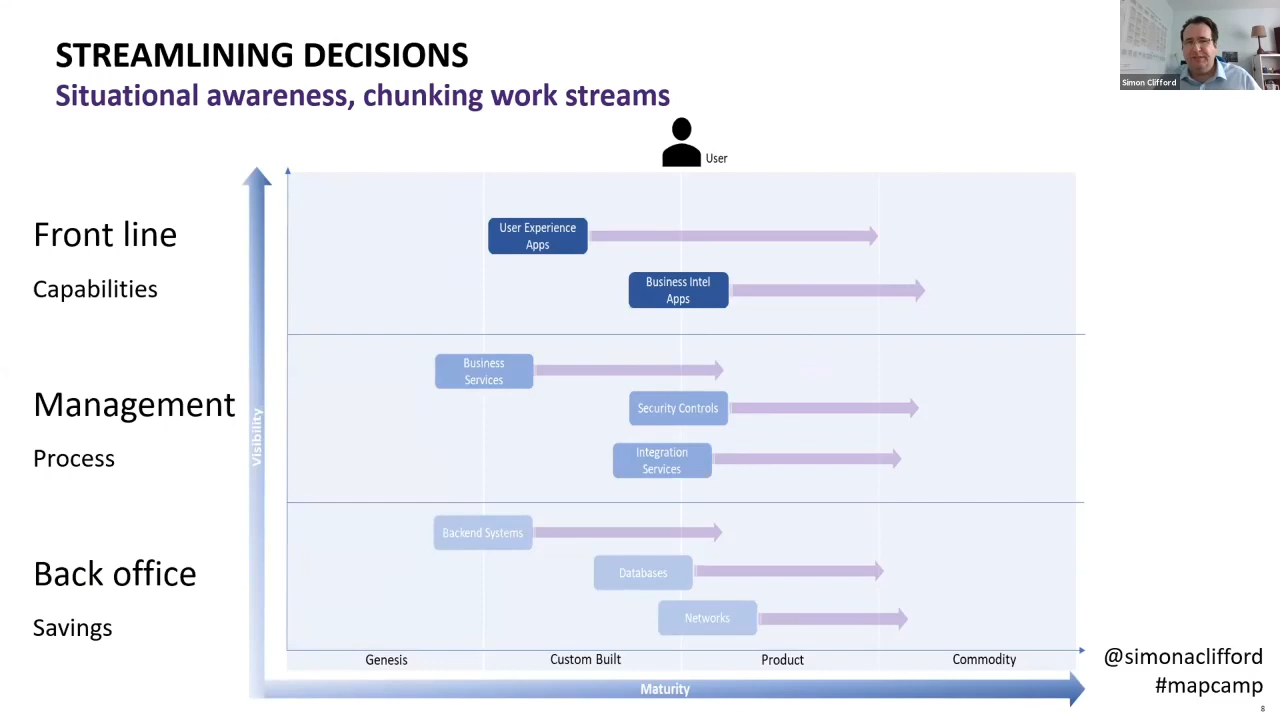 STREAMLINING DECISIONS
Situational awareness, chunking work streams
Simon Clifford
User
Front line
Capabilities
User Experience
Apps
Business Intel
Apps
Management
Process
Visibility
Business
Services
Security Controls
Integration
Services
Back office
Savings
Backend Systems
Databases
Networks
Genesis
Custom Built
Product
Commodity
Maturity
@simonaclifford
#mapcamp
8